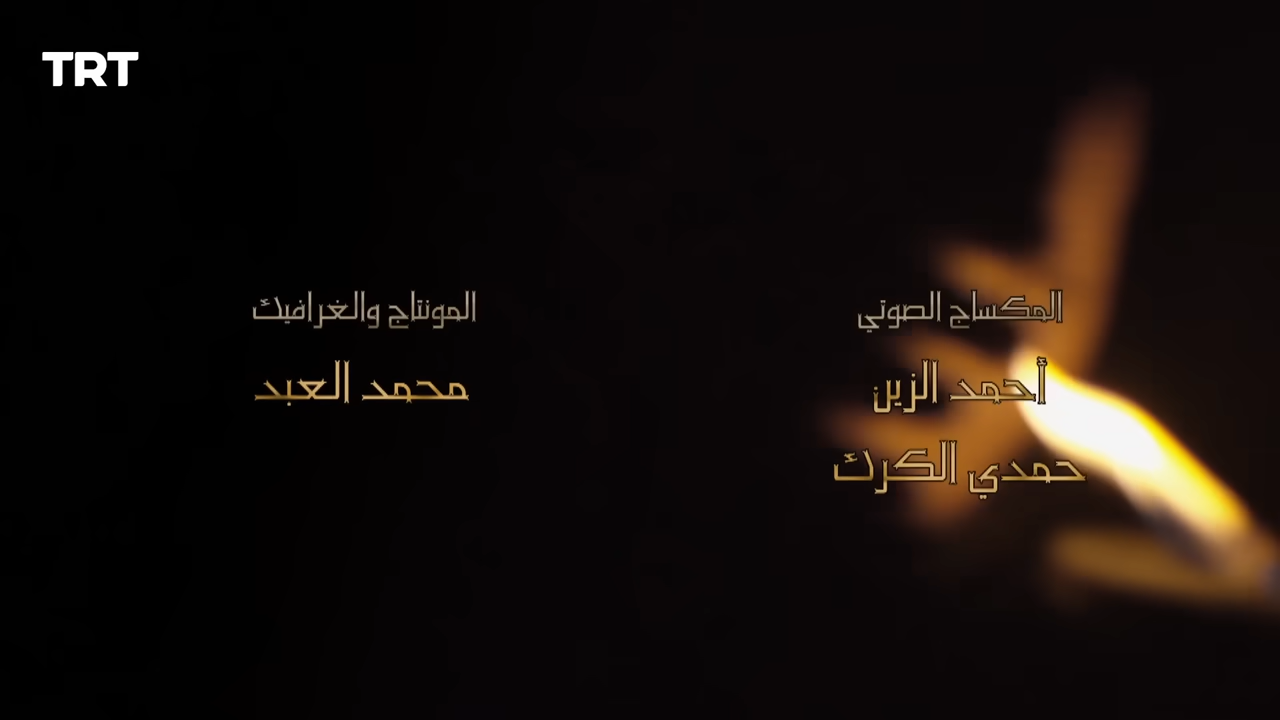 TRT
المكساج الصوتي
أحمد الزين
حمدي الكرك
المونتاج والغرافيك
محمد العبد